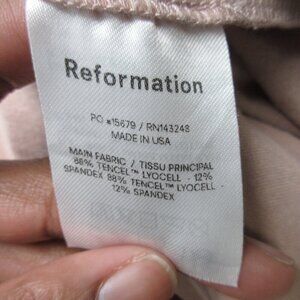 Reformation
PO #15679 / RN143248
MADE IN USA
MAIN FABRIC / TISSU PRINCIPAL
88% TENCEL™ LYOCELL · 12%
SPANDEX 88% TENCEL™ LYOCELL ·
12% SPANDEX